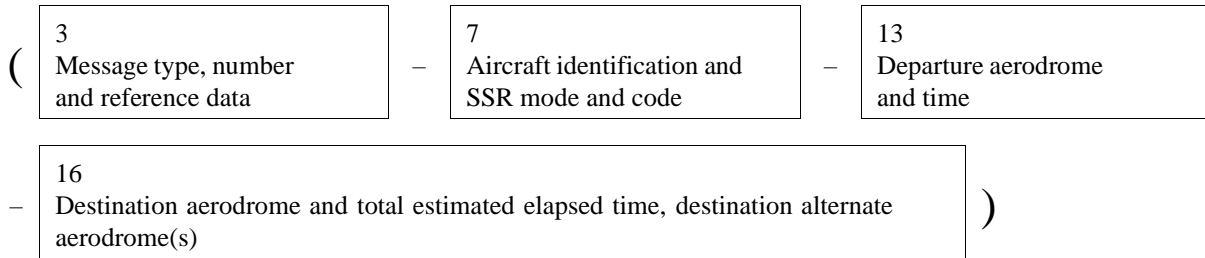 ( 3 – 7 – 13
Message type, number Aircraft identification and Departure aerodrome
and reference data SSR mode and code and time
– 16 )
Destination aerodrome and total estimated elapsed time, destination alternate
aerodrome(s)